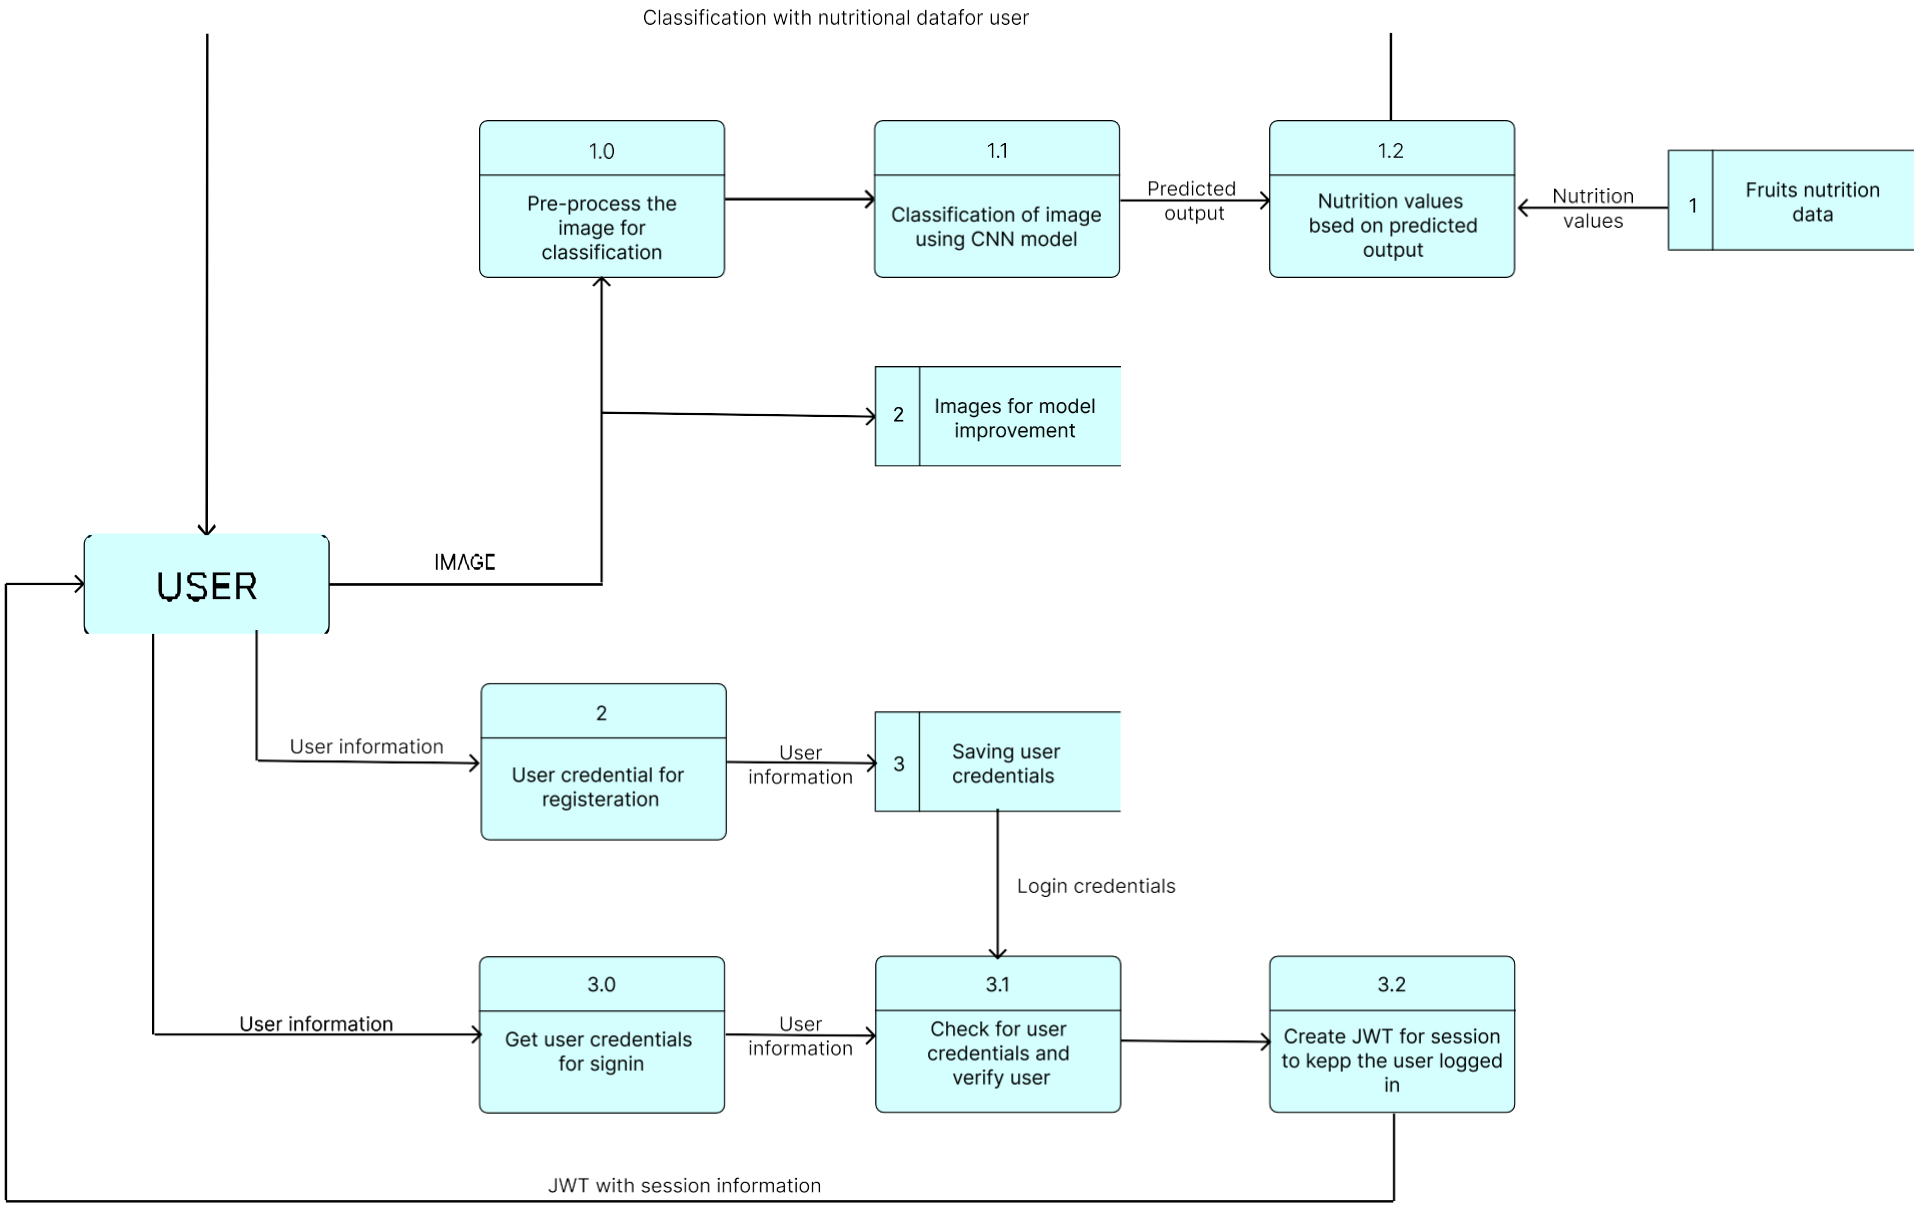 Classification with nutritional datafor user
1.0
Pre-process the
image for
classification
1.1
Classification of image
using CNN model
Predicted
output
1.2
Nutrition values
bsed on predicted
output
Nutrition
values
1
Fruits nutrition
data
2
Images for model
improvement
USER
IMAGE
User information
2
User credential for
registeration
User
information
3
Saving user
credentials
Login credentials
User information
3.0
Get user credentials
for signin
User
information
3.1
Check for user
credentials and
verify user
3.2
Create JWT for session
to kepp the user logged
in
JWT with session information